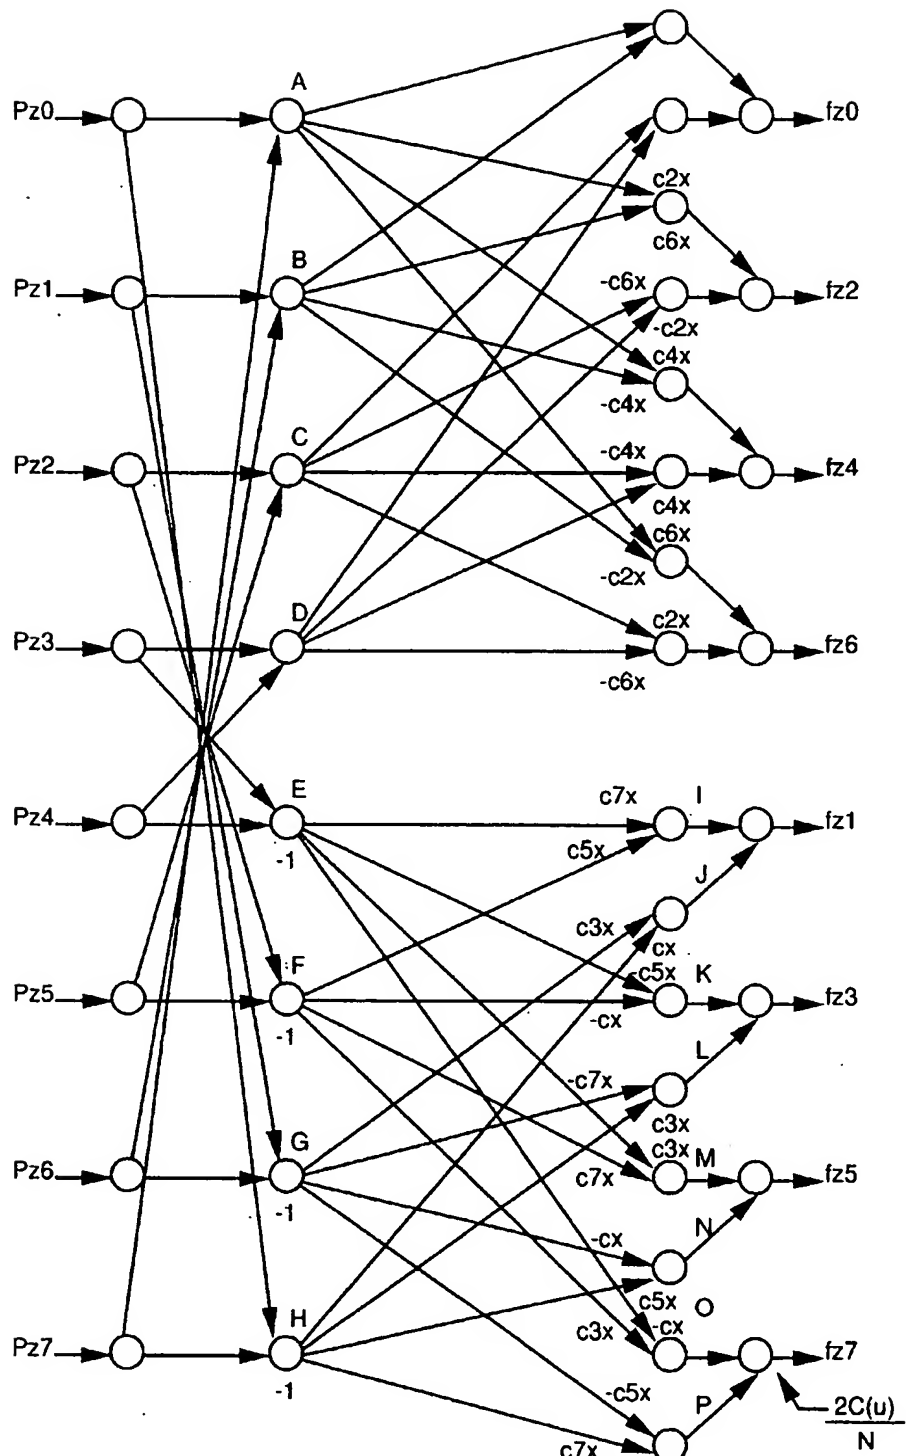 A
Pz0
fz0
c2x
c6x
B
Pz1
-c6x
fz2
-c2x
c4x
-c4x
C
Pz2
-c4x
fz4
c4x
c6x
-c2x
D
c2x
Pz3
fz6
-c6x
E
c7x
I
Pz4
fz1
-1
c5x
J
c3x
cx
F
-c5x
K
Pz5
fz3
-cx
-1
L
-c7x
c3x
G
c3x
M
Pz6
c7x
fz5
-1
N
-cx
c5x
O
H
c3x
-cx
Pz7
fz7
-1
-c5x
P
2C(u)
N
c7x